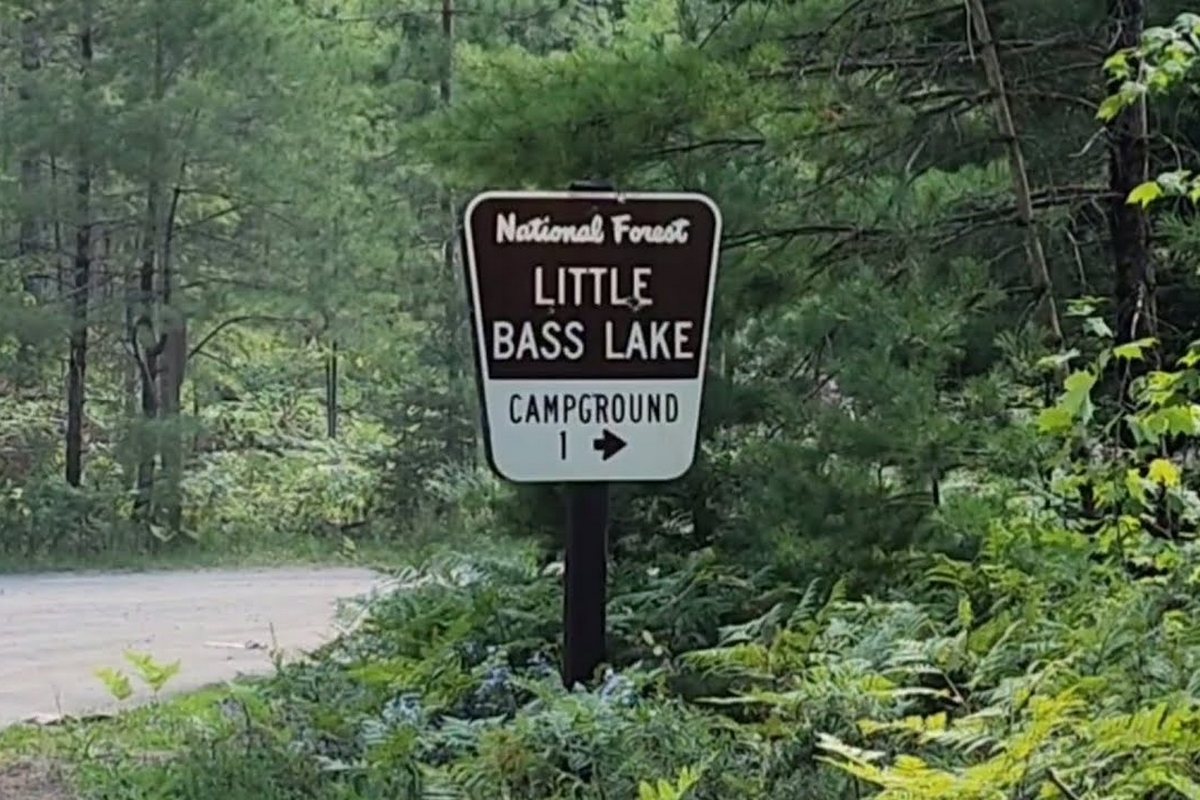 National Forest
LITTLE
BASS LAKE
CAMPGROUND
1 →